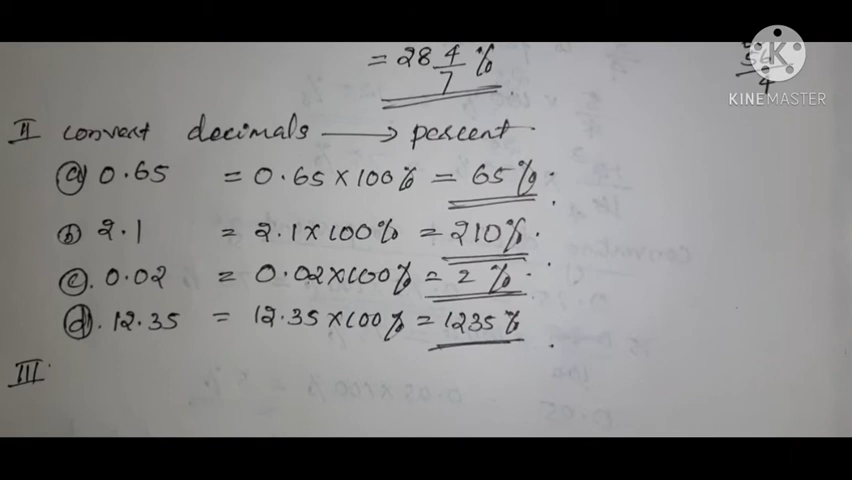 = 28 4/7 %
II convert decimals ⟶ percent
(a) 0.65 = 0.65 × 100% = 65%
(b) 2.1 = 2.1 × 100% = 210%.
(c). 0.02 = 0.02 × 100% = 2%.
(d). 12.35 = 12.35 × 100% = 1235%
III
KINEMASTER